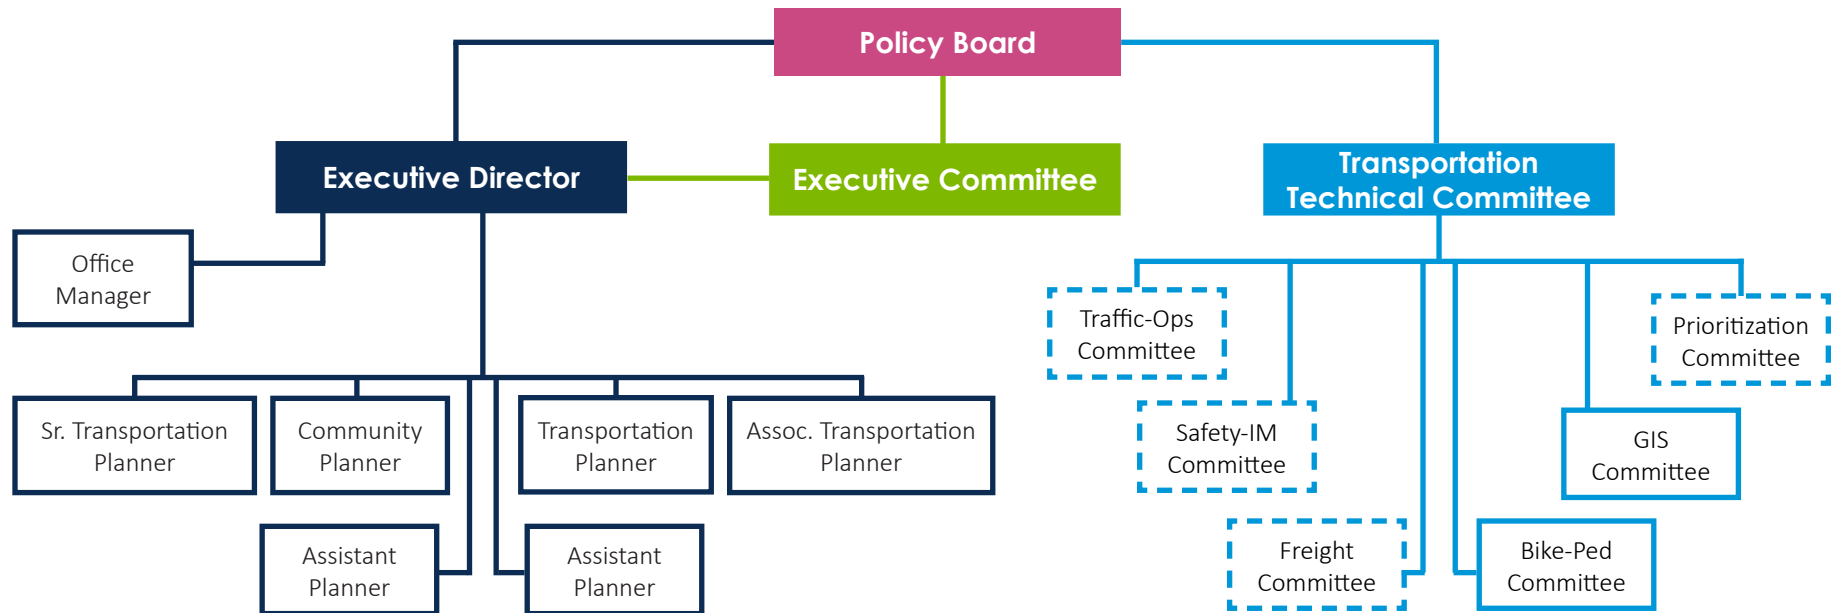 Policy Board
Executive Director
Executive Committee
Transportation
Technical Committee
Office
Manager
Traffic-Ops
Committee
Prioritization
Committee
Sr. Transportation
Planner
Community
Planner
Transportation
Planner
Assoc. Transportation
Planner
Safety-IM
Committee
GIS
Committee
Assistant
Planner
Assistant
Planner
Freight
Committee
Bike-Ped
Committee